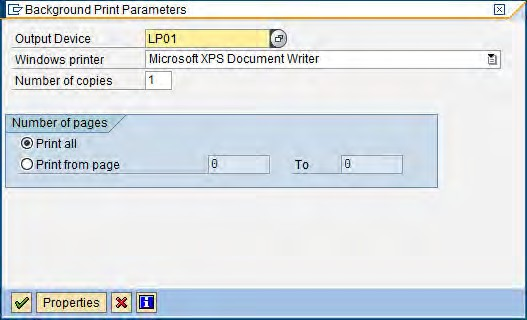 Background Print Parameters
Output Device LP01
Windows printer Microsoft XPS Document Writer
Number of copies 1
Number of pages
Print all
Print from page 0 To 0
Properties